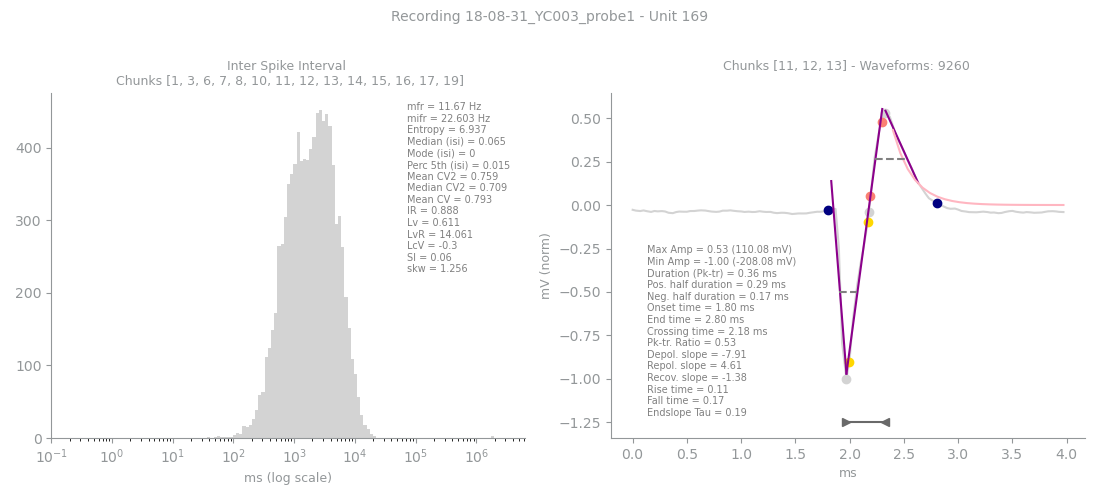 Recording 18-08-31_YC003_probe1 - Unit 169
Inter Spike Interval
Chunks [1, 3, 6, 7, 8, 10, 11, 12, 13, 14, 15, 16, 17, 19]
mfr = 11.67 Hz
mifr = 22.603 Hz
Entropy = 6.937
Median (isi) = 0.065
Mode (isi) = 0
Perc 5th (isi) = 0.015
Mean CV2 = 0.759
Median CV2 = 0.709
Mean CV = 0.793
IR = 0.888
Lv = 0.611
LvR = 14.061
LcV = -0.3
SI = 0.06
skw = 1.256
400
300
200
100
0
10⁻¹ 10⁰ 10¹ 10² 10³ 10⁴ 10⁵ 10⁶
ms (log scale)
Chunks [11, 12, 13] - Waveforms: 9260
mV (norm)
0.50
0.25
0.00
−0.25
−0.50
−0.75
−1.00
−1.25
Max Amp = 0.53 (110.08 mV)
Min Amp = -1.00 (-208.08 mV)
Duration (Pk-tr) = 0.36 ms
Pos. half duration = 0.29 ms
Neg. half duration = 0.17 ms
Onset time = 1.80 ms
End time = 2.80 ms
Crossing time = 2.18 ms
Pk-tr. Ratio = 0.53
Depol. slope = -7.91
Repol. slope = 4.61
Recov. slope = -1.38
Rise time = 0.11
Fall time = 0.17
Endslope Tau = 0.19
0.0 0.5 1.0 1.5 2.0 2.5 3.0 3.5 4.0
ms